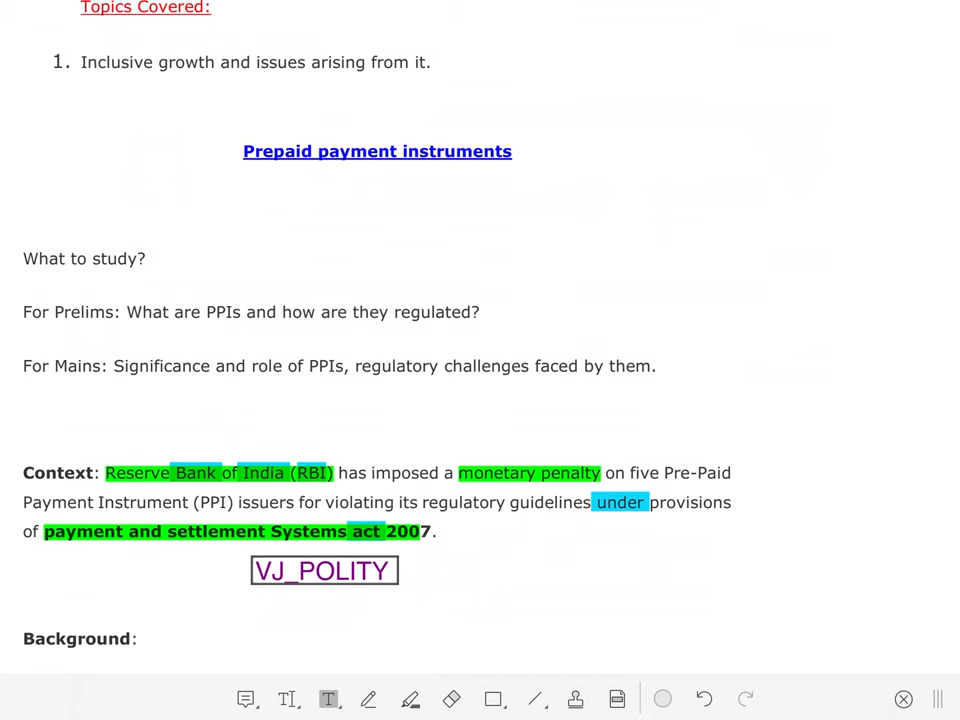 Topics Covered:
1. Inclusive growth and issues arising from it.
Prepaid payment instruments
What to study?
For Prelims: What are PPIs and how are they regulated?
For Mains: Significance and role of PPIs, regulatory challenges faced by them.
Context: Reserve Bank of India (RBI) has imposed a monetary penalty on five Pre-Paid
Payment Instrument (PPI) issuers for violating its regulatory guidelines under provisions
of payment and settlement Systems act 2007.
VJ_POLITY
Background: